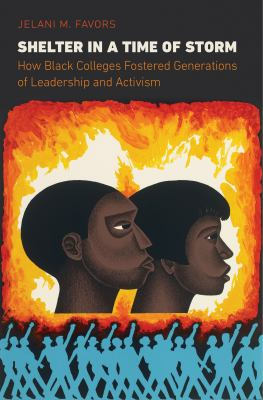 JELANI M. FAVORS
SHELTER IN A TIME OF STORM
How Black Colleges Fostered Generations
of Leadership and Activism